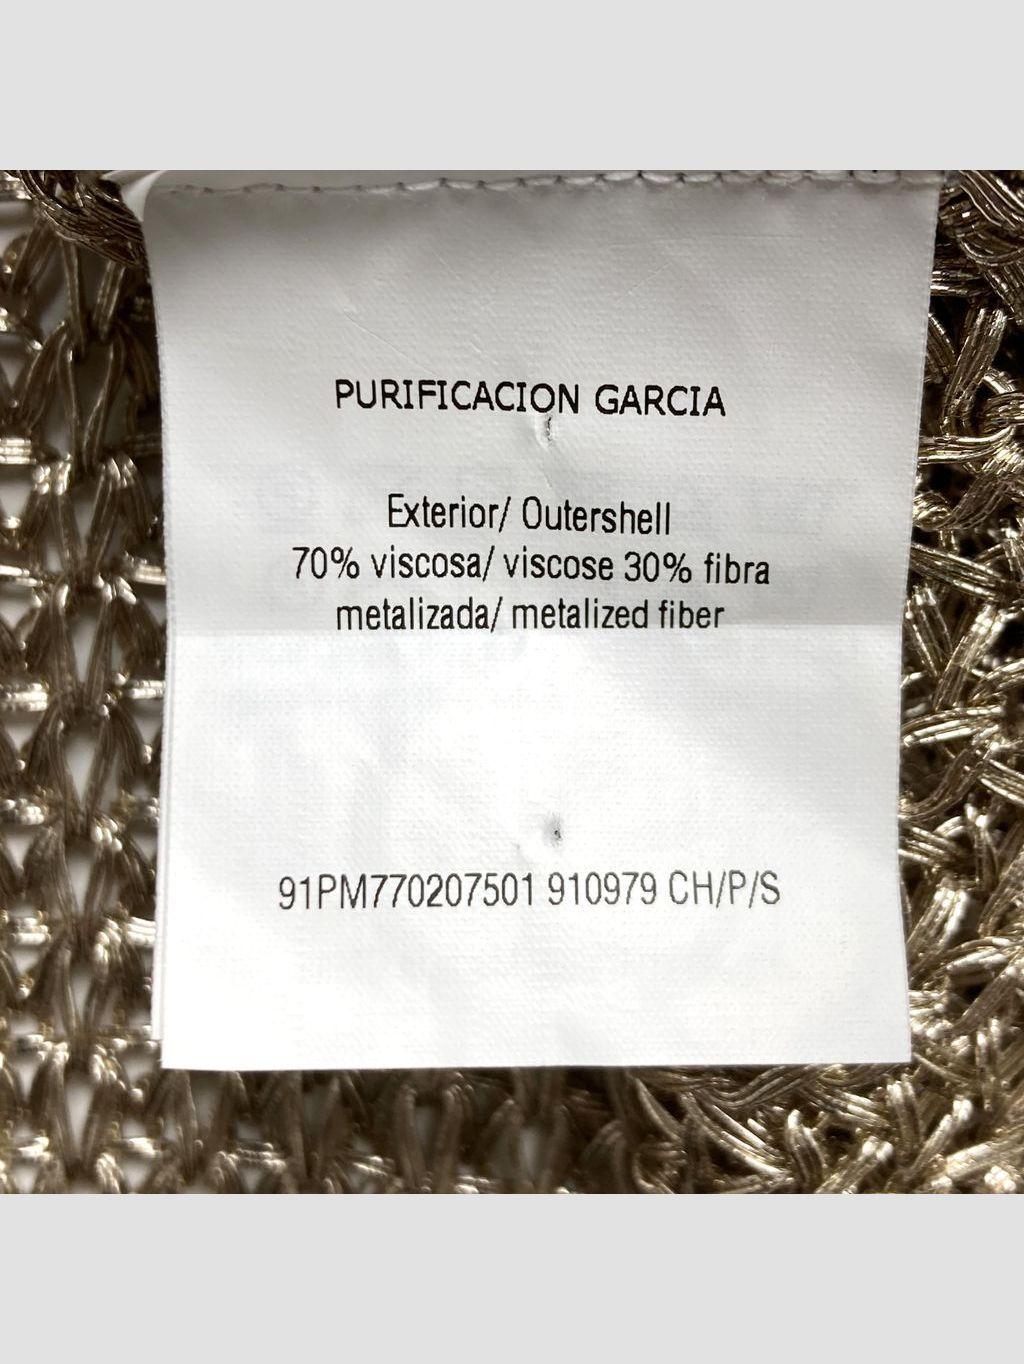 PURIFICACION GARCIA
Exterior/ Outershell
70% viscosa/ viscose 30% fibra
metalizada/ metalized fiber
91PM770207501 910979 CH/P/S